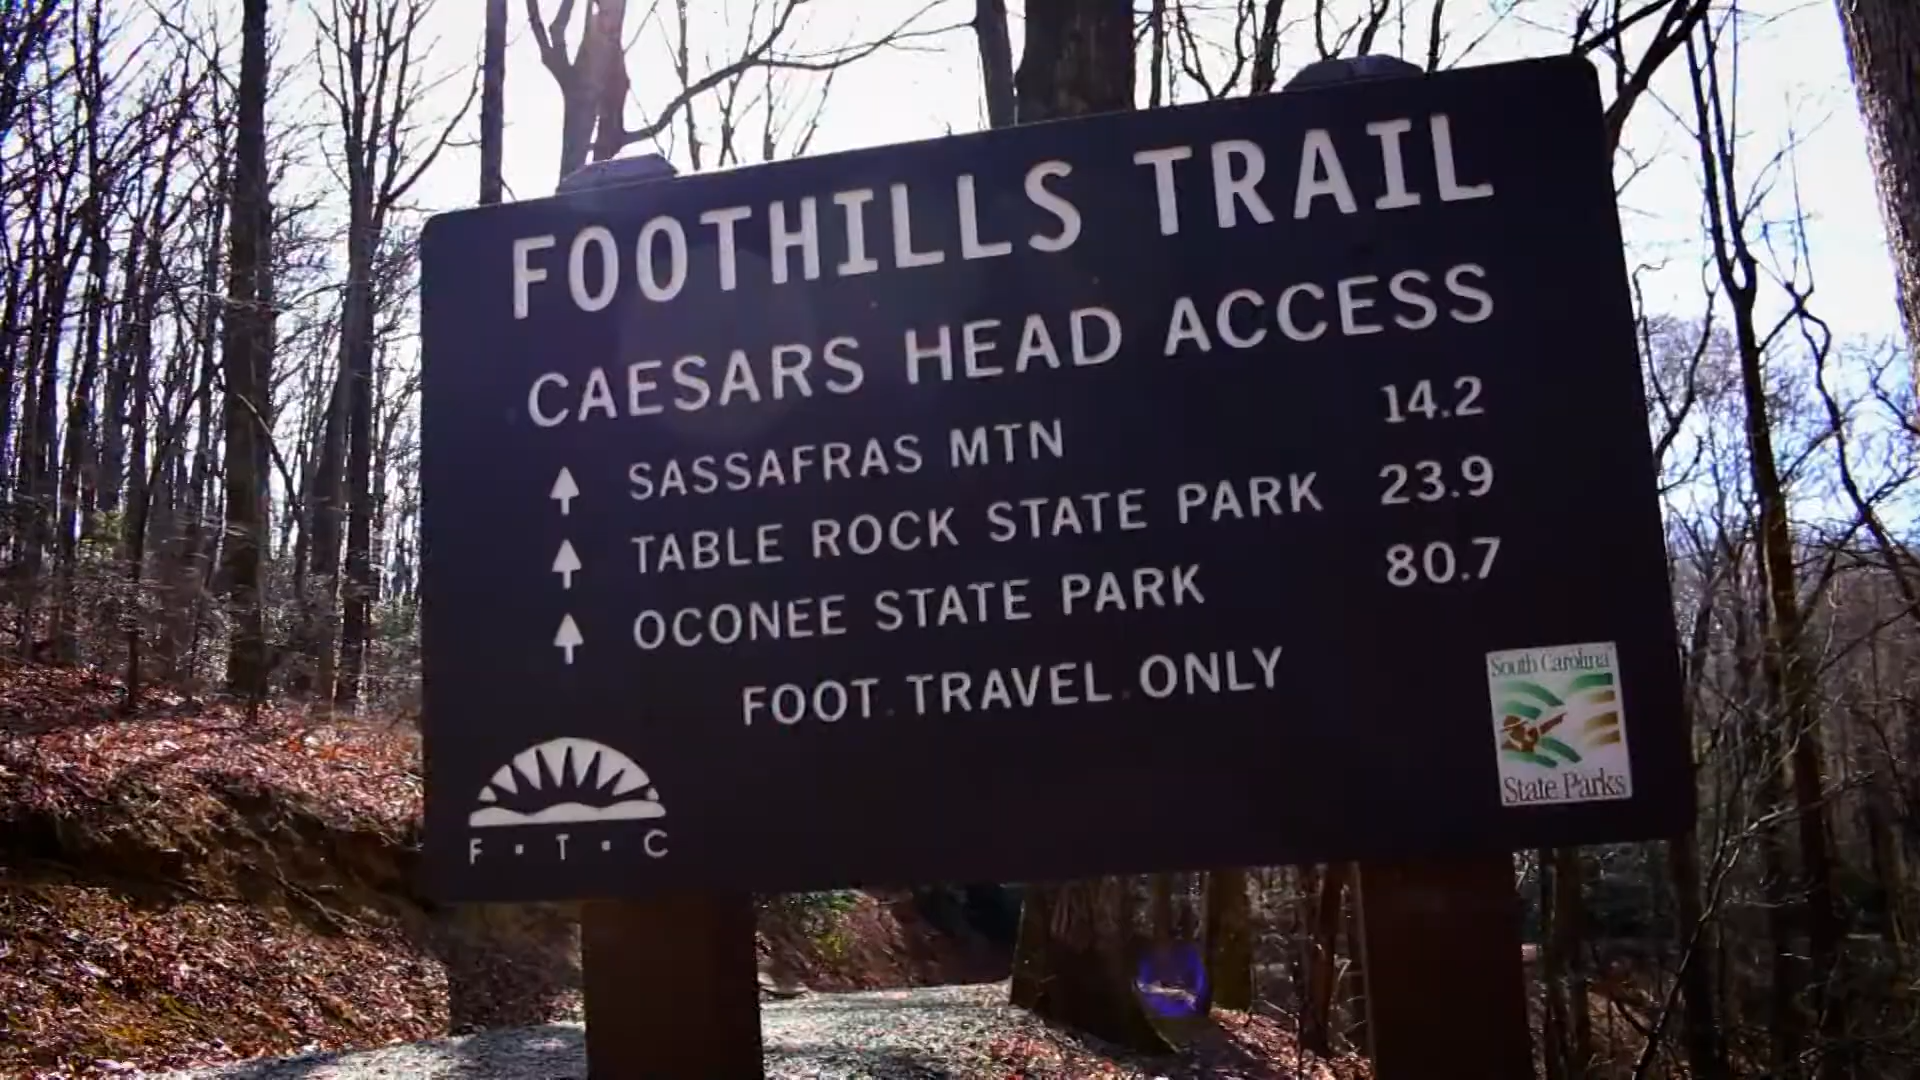 FOOTHILLS TRAIL
CAESARS HEAD ACCESS
SASSAFRAS MTN 14.2
TABLE ROCK STATE PARK 23.9
OCONEE STATE PARK 80.7
FOOT TRAVEL ONLY
F · T · C
South Carolina
State Parks